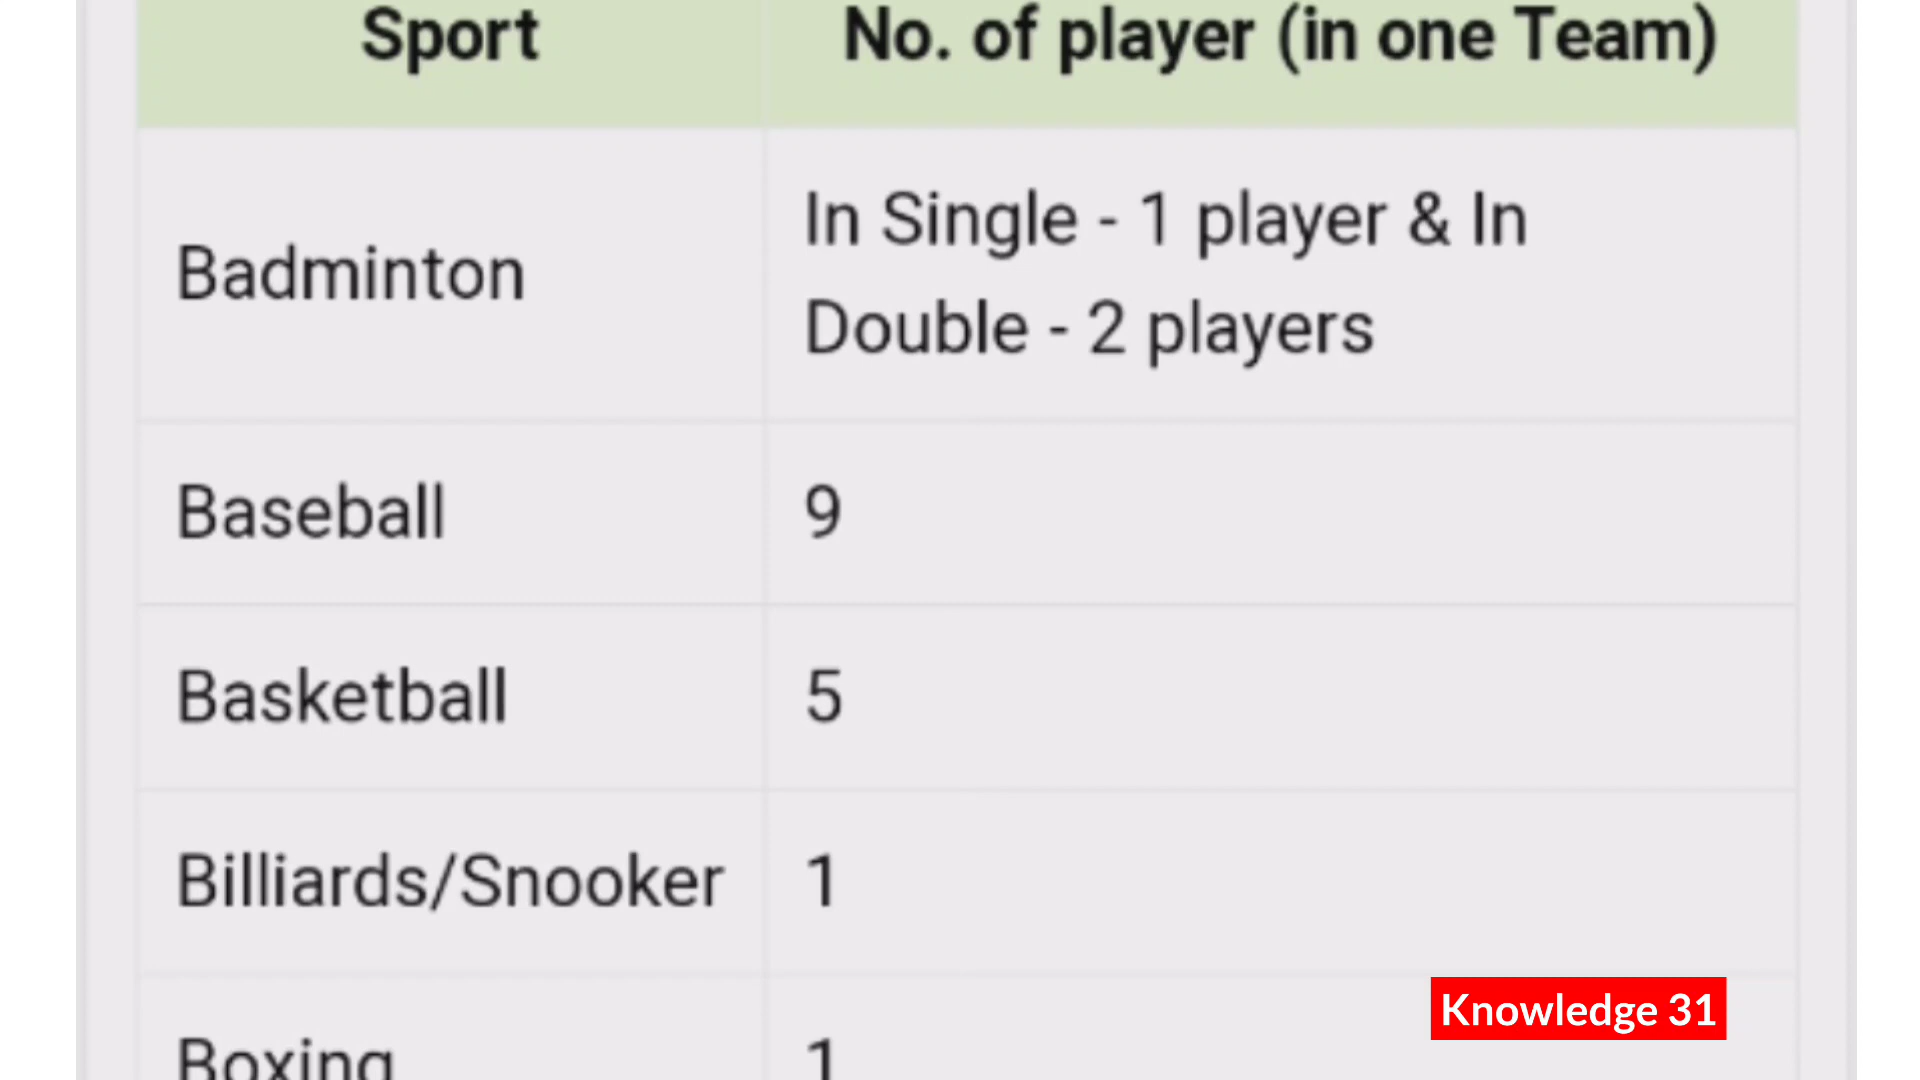 Sport No. of player (in one Team)
Badminton In Single - 1 player & In
Double - 2 players
Baseball 9
Basketball 5
Billiards/Snooker 1
Boxing 1
Knowledge 31